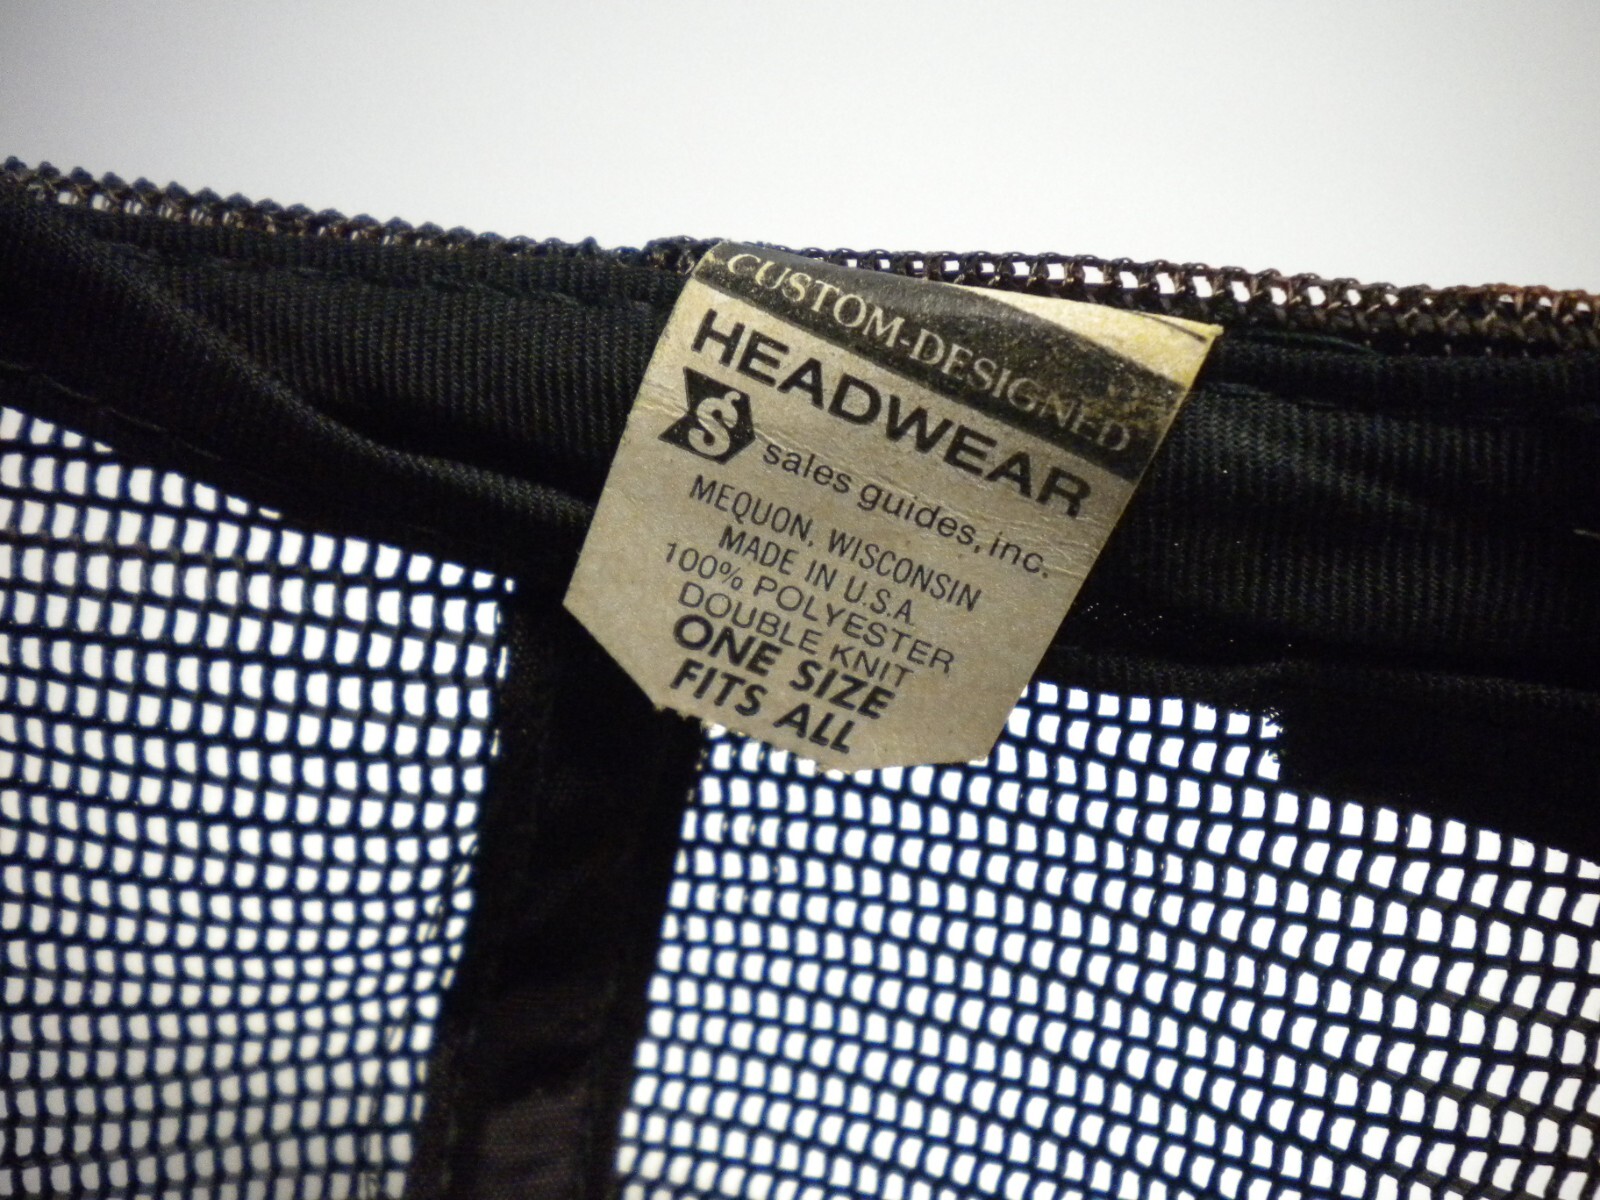 CUSTOM-DESIGNED
HEADWEAR
S sales guides, inc.
MEQUON, WISCONSIN
MADE IN U.S.A.
100% POLYESTER
DOUBLE KNIT
ONE SIZE
FITS ALL